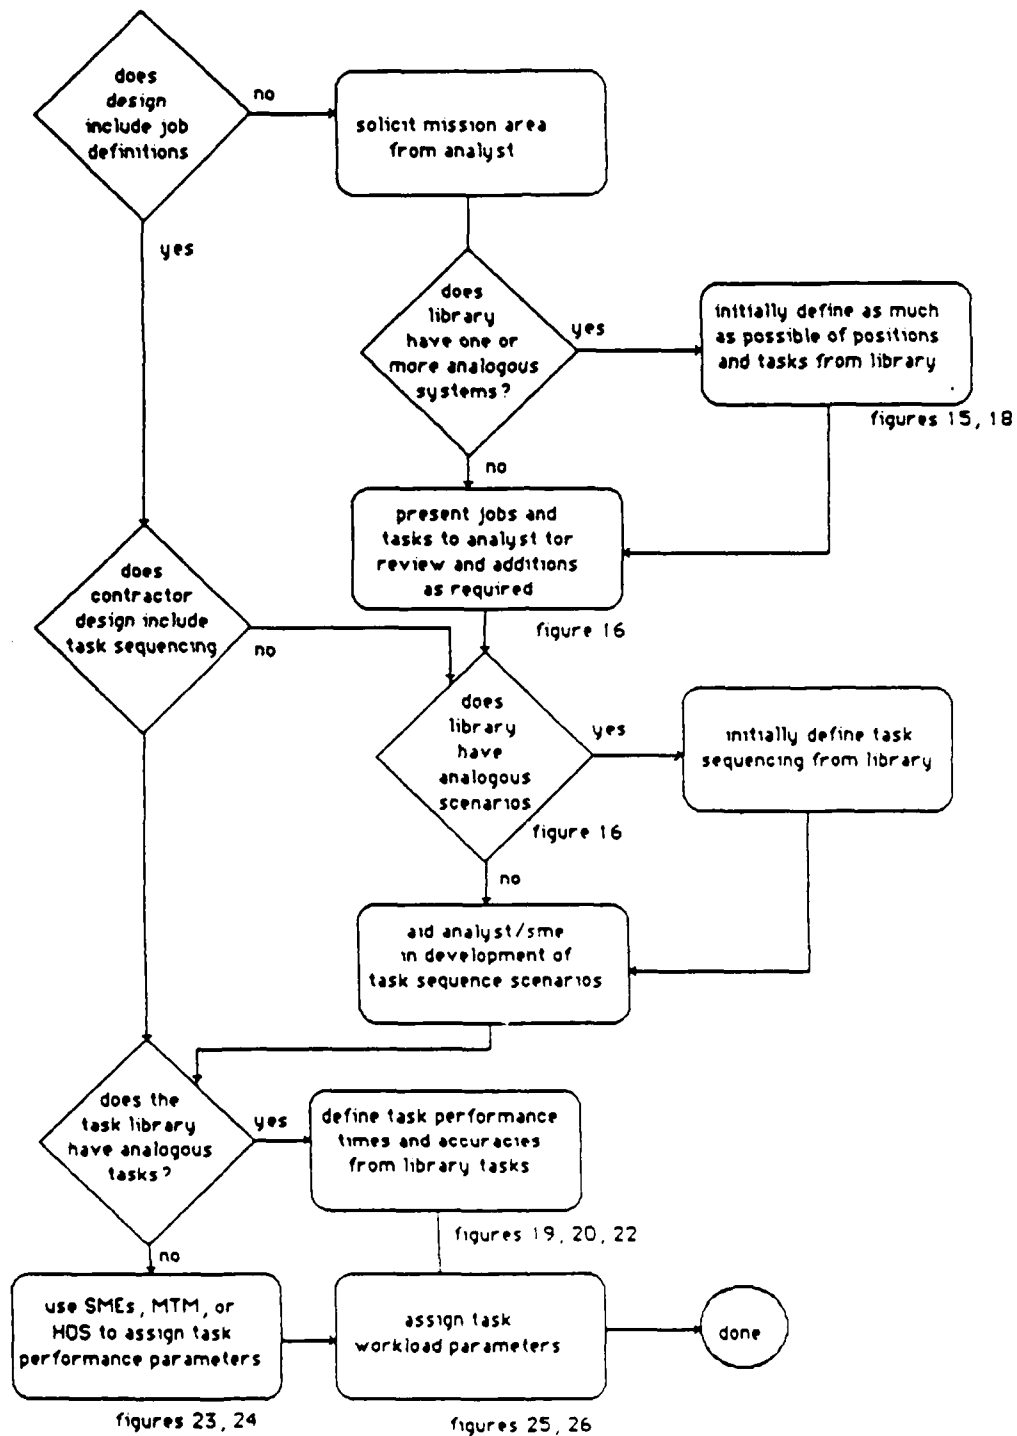 does
design
include job
definitions
no
solicit mission area
from analyst
yes
does
library
have one or
more analogous
systems?
yes
initially define as much
as possible of positions
and tasks from library
figures 15, 18
no
present jobs and
tasks to analyst for
review and additions
as required
figure 16
does
contractor
design include
task sequencing
no
does
library
have
analogous
scenarios
yes
initially define task
sequencing from library
figure 16
no
aid analyst/sme
in development of
task sequence scenarios
does the
task library
have analogous
tasks?
yes
define task performance
times and accuracies
from library tasks
figures 19, 20, 22
no
use SMEs, MTM, or
HOS to assign task
performance parameters
figures 23, 24
assign task
workload parameters
figures 25, 26
done